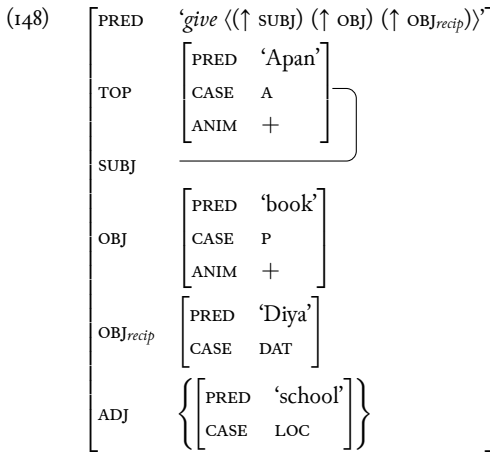 (148)
PRED ‘give ⟨(↑ SUBJ) (↑ OBJ) (↑ OBJrecip)⟩’
PRED ‘Apan’
TOP CASE A
ANIM +
SUBJ
PRED ‘book’
OBJ CASE P
ANIM +
PRED ‘Diya’
OBJrecip
CASE DAT
PRED ‘school’
ADJ
CASE LOC